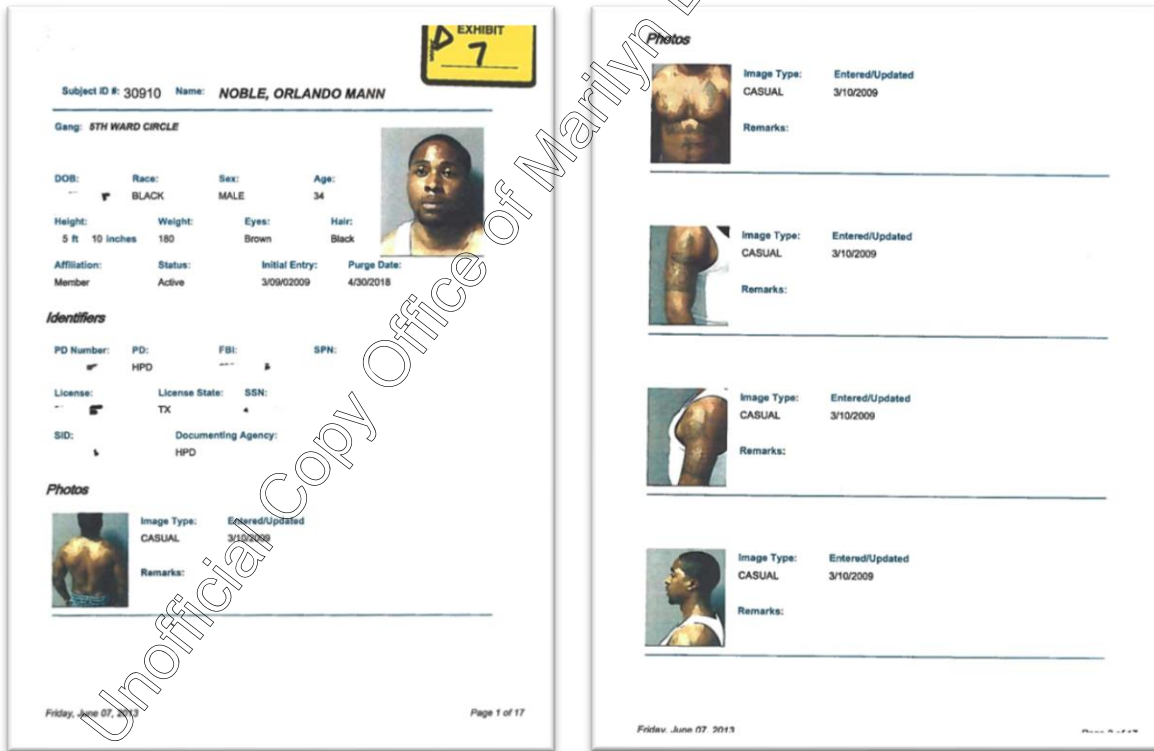 EXHIBIT
7
Subject ID #: 30910 Name: NOBLE, ORLANDO MANN
Gang: 5TH WARD CIRCLE
DOB: Race: Sex: Age:
BLACK MALE 34
Height: Weight: Eyes: Hair:
5 ft 10 inches 180 Brown Black
Affiliation: Status: Initial Entry: Purge Date:
Member Active 3/09/02009 4/30/2018
Identifiers
PD Number: PD: FBI: SPN:
HPD
License: License State: SSN:
TX
SID: Documenting Agency:
HPD
Photos
Image Type: Entered/Updated
CASUAL 3/10/2009
Remarks:
Friday, June 07, 2013 Page 1 of 17
Photos
Image Type: Entered/Updated
CASUAL 3/10/2009
Remarks:
Image Type: Entered/Updated
CASUAL 3/10/2009
Remarks:
Image Type: Entered/Updated
CASUAL 3/10/2009
Remarks:
Image Type: Entered/Updated
CASUAL 3/10/2009
Remarks:
Friday, June 07, 2013
Unofficial Copy Office of Marilyn